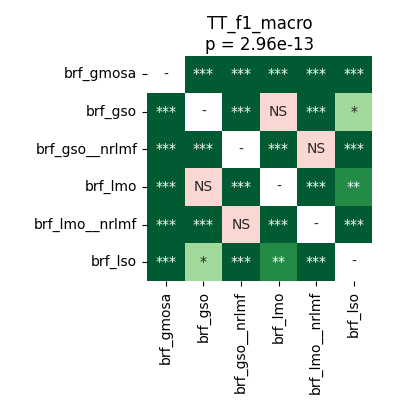 TT_f1_macro
p = 2.96e-13
brf_gmosa - *** *** *** *** ***
brf_gso *** - *** NS *** *
brf_gso__nrlmf *** *** - *** NS ***
brf_lmo *** NS *** - *** **
brf_lmo__nrlmf *** *** NS *** - ***
brf_lso *** * *** ** *** -
brf_gmosa
brf_gso
brf_gso__nrlmf
brf_lmo
brf_lmo__nrlmf
brf_lso